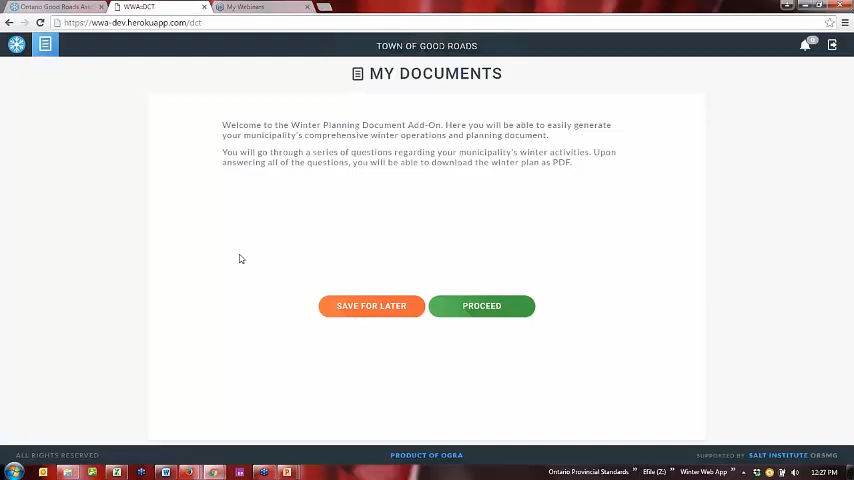 Ontario Good Roads Ass
WWA::DCT
My Webinars
https://wwa-dev.herokuapp.com/dct
TOWN OF GOOD ROADS
0
MY DOCUMENTS
Welcome to the Winter Planning Document Add-On. Here you will be able to easily generate
your municipality's comprehensive winter operations and planning document.
You will go through a series of questions regarding your municipality's winter activities. Upon
answering all of the questions, you will be able to download the winter plan as PDF.
SAVE FOR LATER
PROCEED
ALL RIGHTS RESERVED
PRODUCT OF OGRA
SUPPORTED BY SALT INSTITUTE ORSMG
Ontario Provincial Standards
Efile (Z:)
Winter Web App
12:27 PM